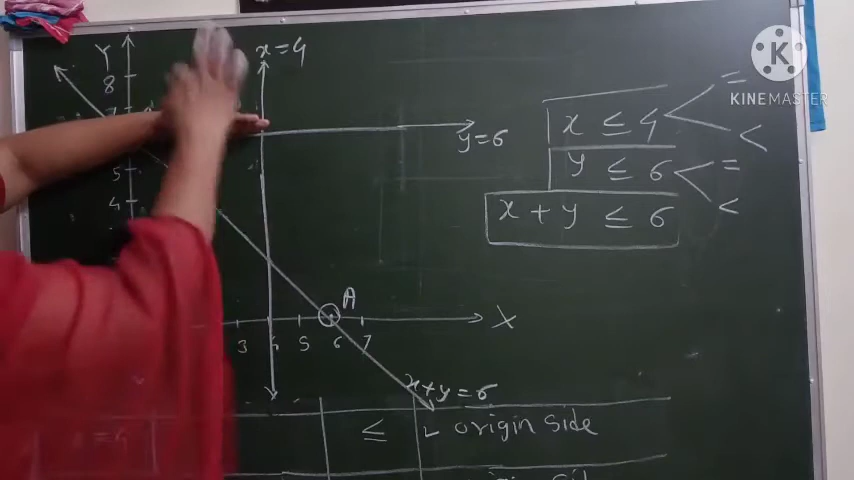 Y
x = 4
8
y = 6
5
4
A
X
3
5
6
7
x+y = 6
x ≤ 4
=
<
y ≤ 6
=
<
x + y ≤ 6
≤
origin side
K
KINEMASTER